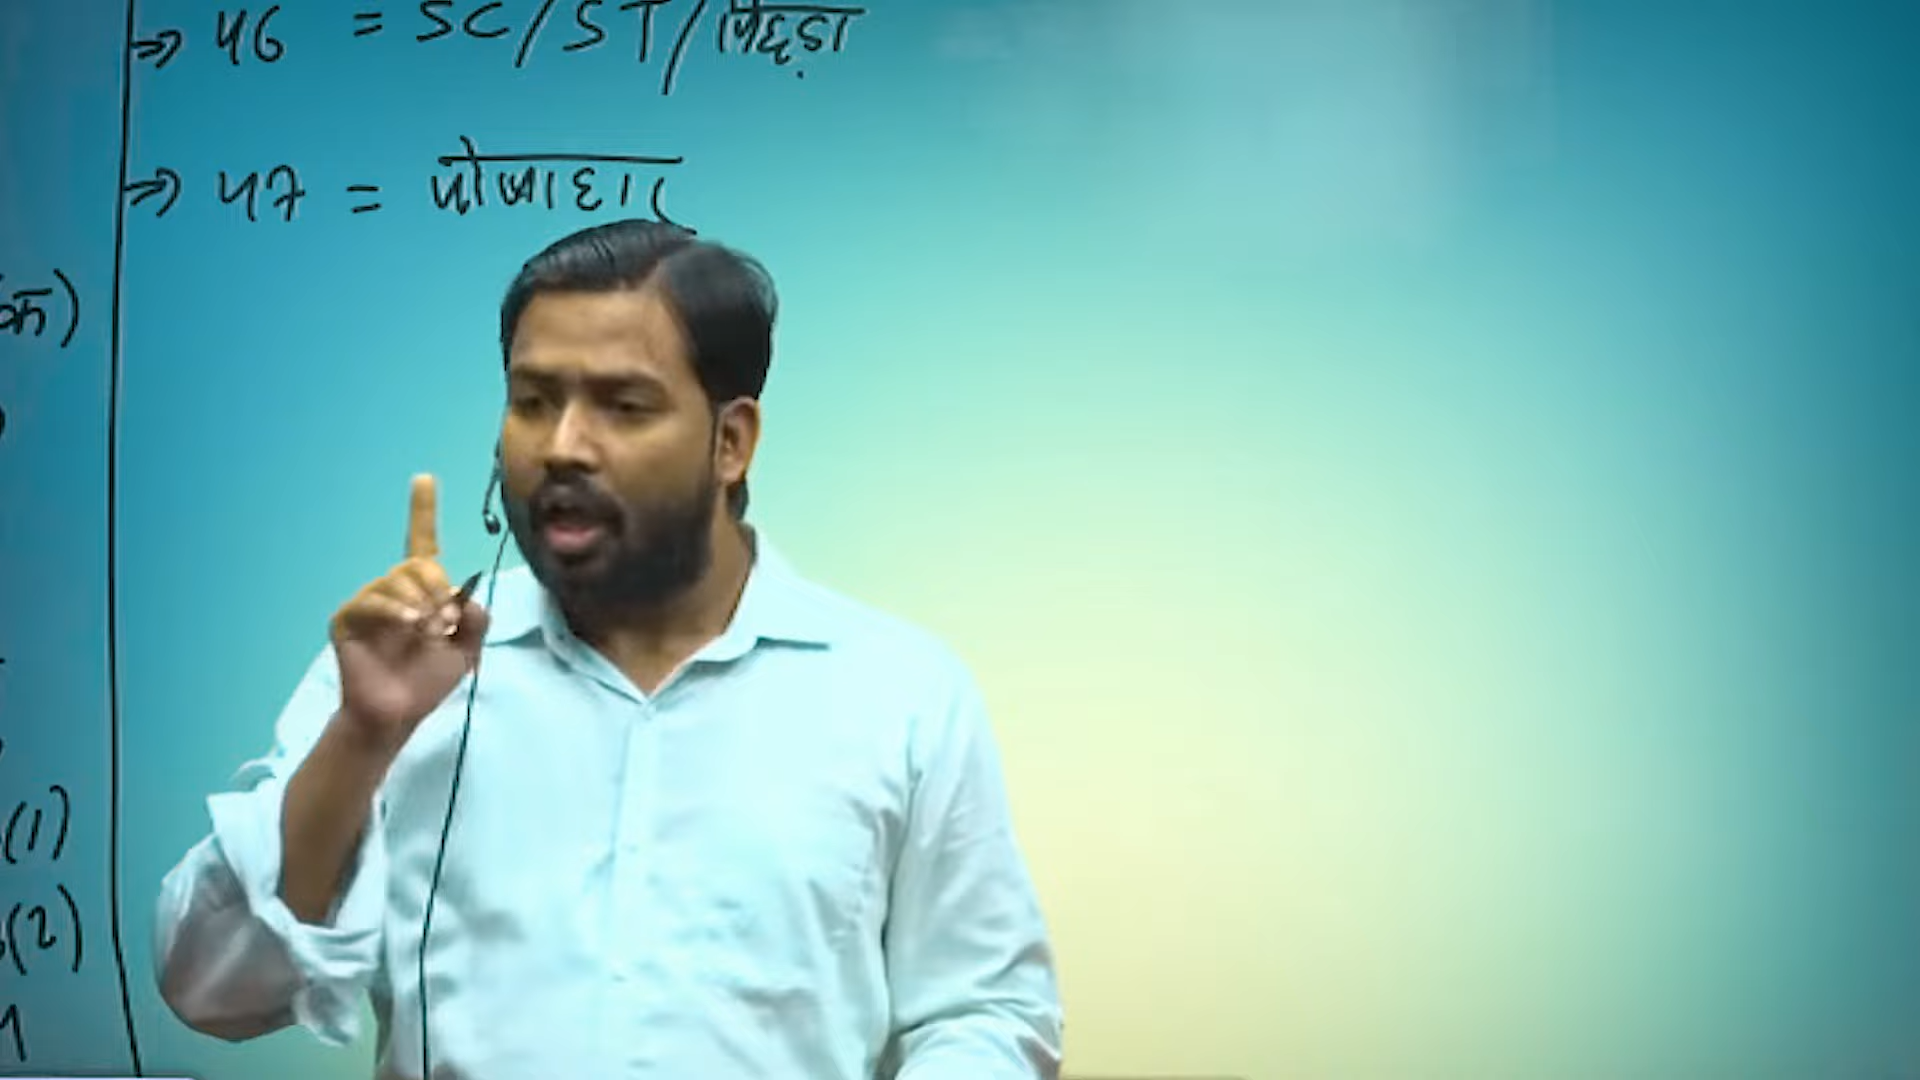 क)
(1)
(2)
⇒ 46 = SC/ST/पिछड़ा
⇒ 47 = पोषाहार